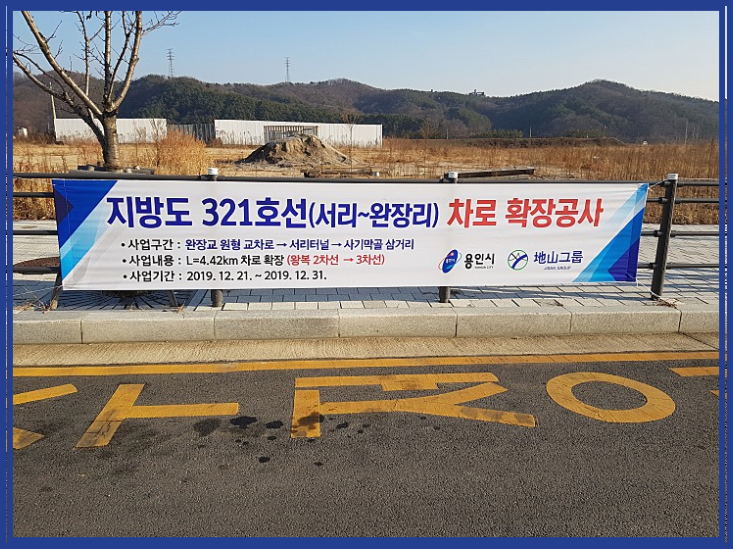 지방도 321호선(서리~완장리) 차로 확장공사
• 사업구간 : 완장교 원형 교차로 → 서리터널 → 사기막골 삼거리
• 사업내용 : L=4.42km 차로 확장 (왕복 2차선 → 3차선)
• 사업기간 : 2019. 12. 21. ~ 2019. 12. 31.
용인시
YONGIN CITY
地山그룹
JISAN GROUP